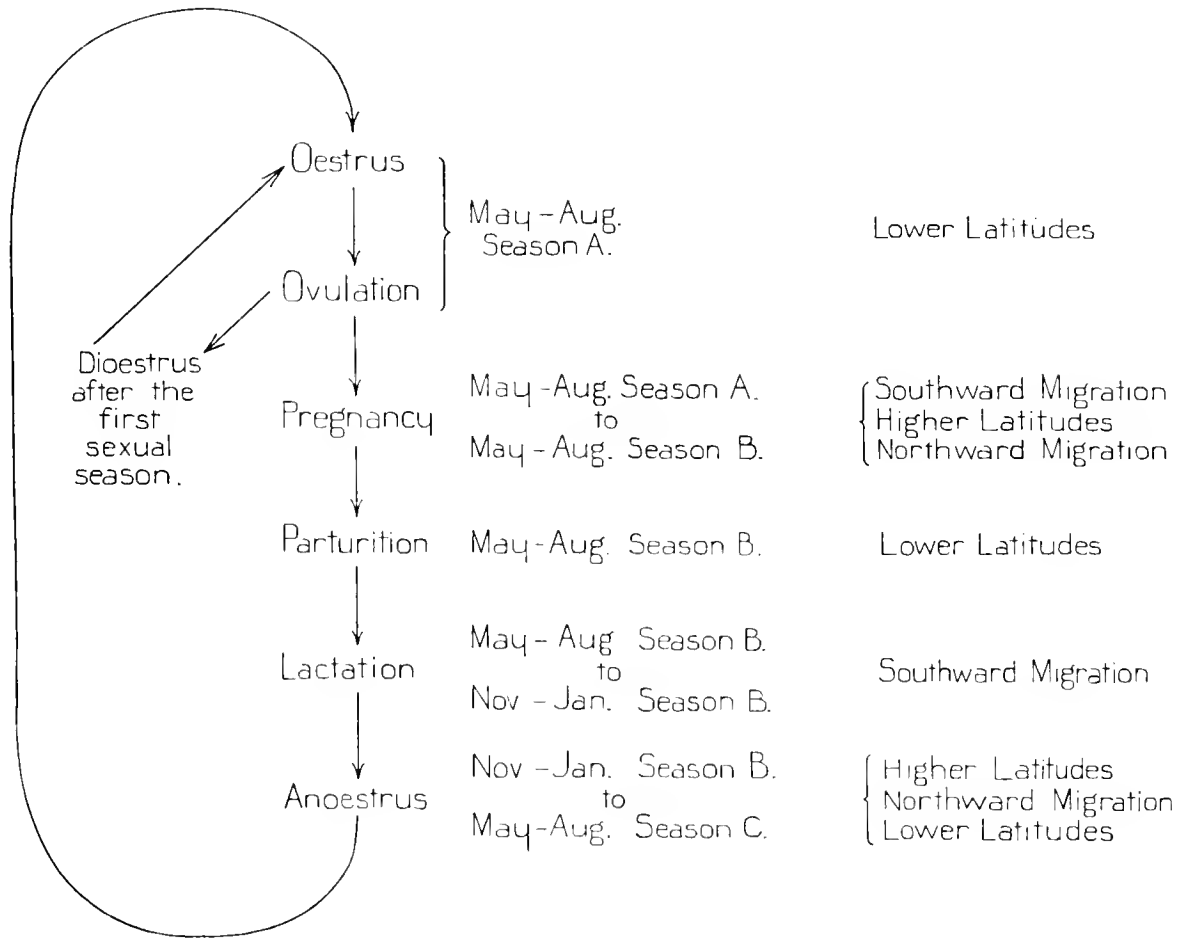 Oestrus
May - Aug.
Season A.
Lower Latitudes
Ovulation
Dioestrus
after the
first
sexual
season.
Pregnancy
May - Aug. Season A.
to
May - Aug. Season B.
Southward Migration
Higher Latitudes
Northward Migration
Parturition
May - Aug. Season B.
Lower Latitudes
Lactation
May - Aug Season B.
to
Nov - Jan. Season B.
Southward Migration
Anoestrus
Nov - Jan. Season B.
to
May - Aug. Season C.
Higher Latitudes
Northward Migration
Lower Latitudes